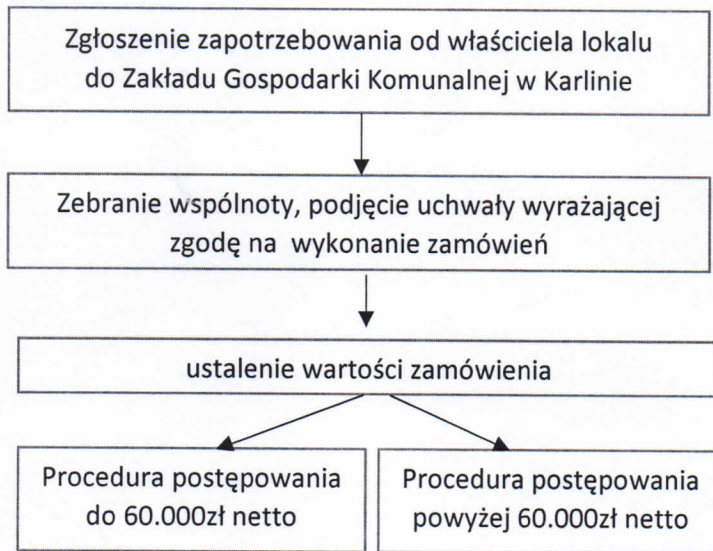 Zgłoszenie zapotrzebowania od właściciela lokalu
do Zakładu Gospodarki Komunalnej w Karlinie
Zebranie wspólnoty, podjęcie uchwały wyrażającej
zgodę na wykonanie zamówień
ustalenie wartości zamówienia
Procedura postępowania
do 60.000zł netto
Procedura postępowania
powyżej 60.000zł netto